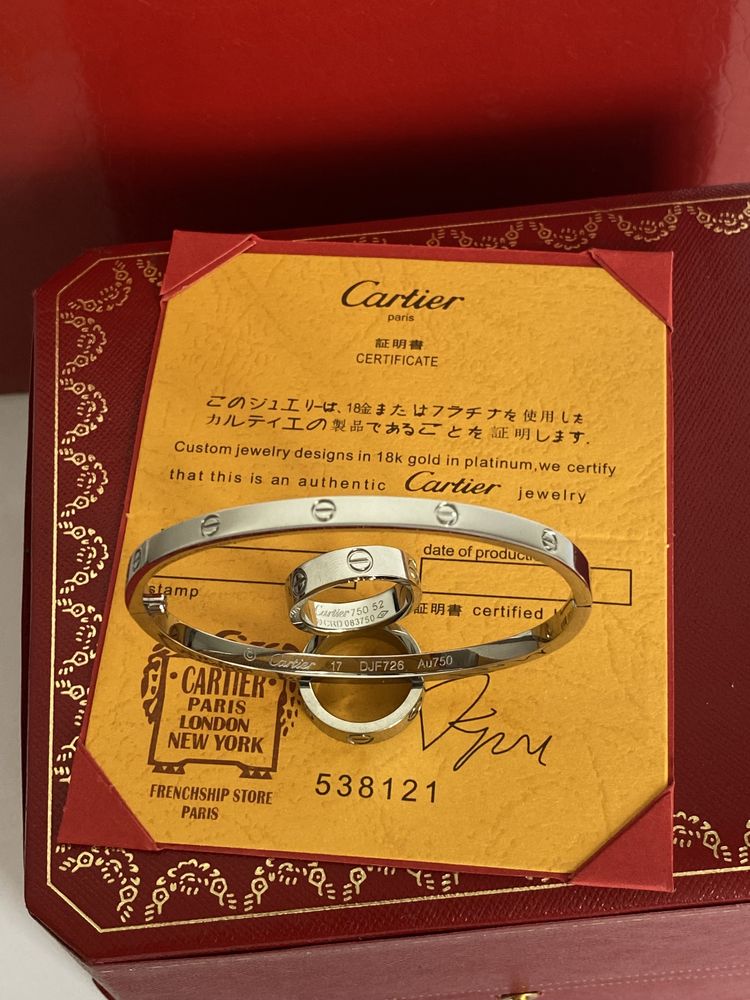 Cartier
paris
証明書
CERTIFICATE
このジュエリーは、18金またはフラチナを使用した
カルティエの製品であるごとを証明します.
Custom jewelry designs in 18k gold in platinum,we certify
that this is an authentic Cartier jewelry
date of product
stamp
証明書 certified
Cartier 750 52
CRD 083750
© Cartier 17 DJF726 Au750
· CARTIER ·
PARIS
LONDON
NEW YORK
FRENCHSHIP STORE
PARIS
538121